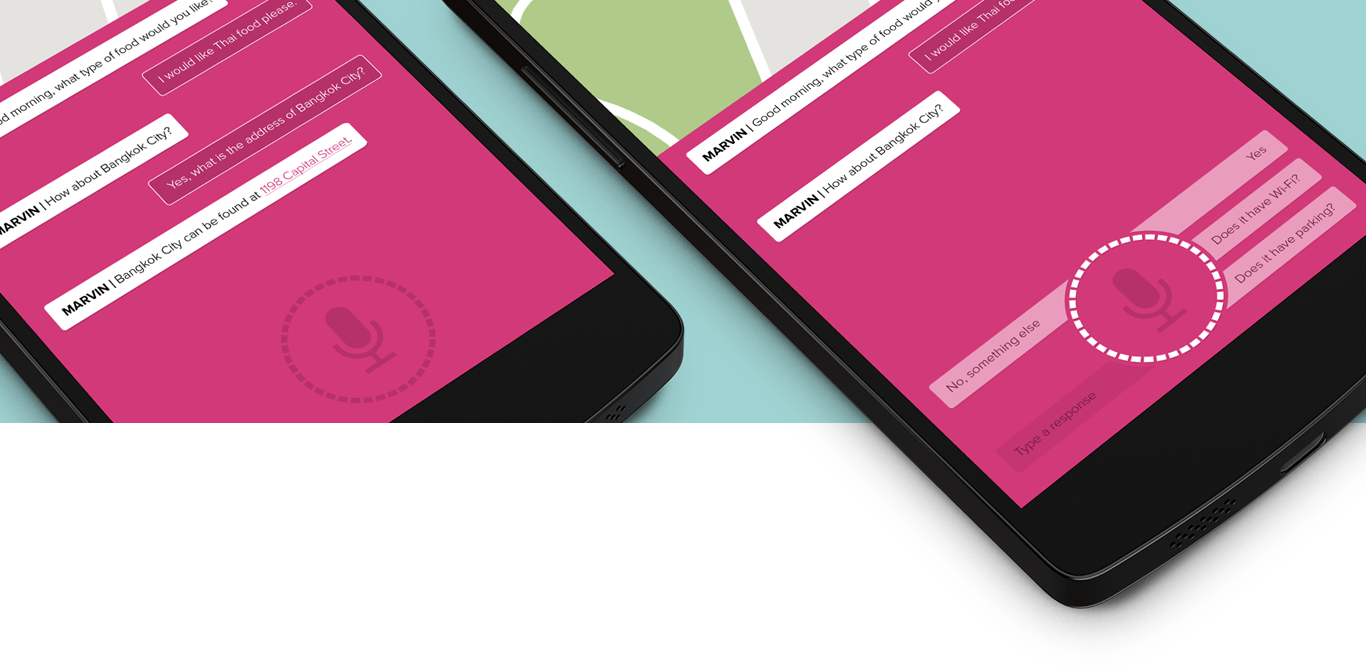 od morning, what type of food would you like?
I would like Thai food please.
MARVIN | How about Bangkok City?
Yes, what is the address of Bangkok City?
MARVIN | Bangkok City can be found at 1198 Capital Street.
MARVIN | Good morning, what type of food would y
I would like Thai fo
MARVIN | How about Bangkok City?
Yes
Does it have Wi-Fi?
Does it have parking?
No, something else
Type a response